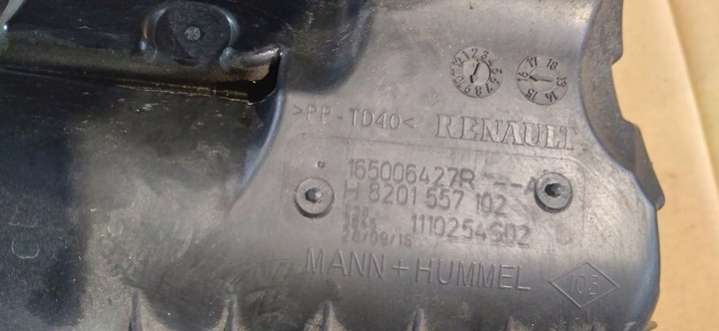 >PP-TD40< RENAULT
165006427R
H 8201 557 102
1110254S02
MANN+HUMMEL